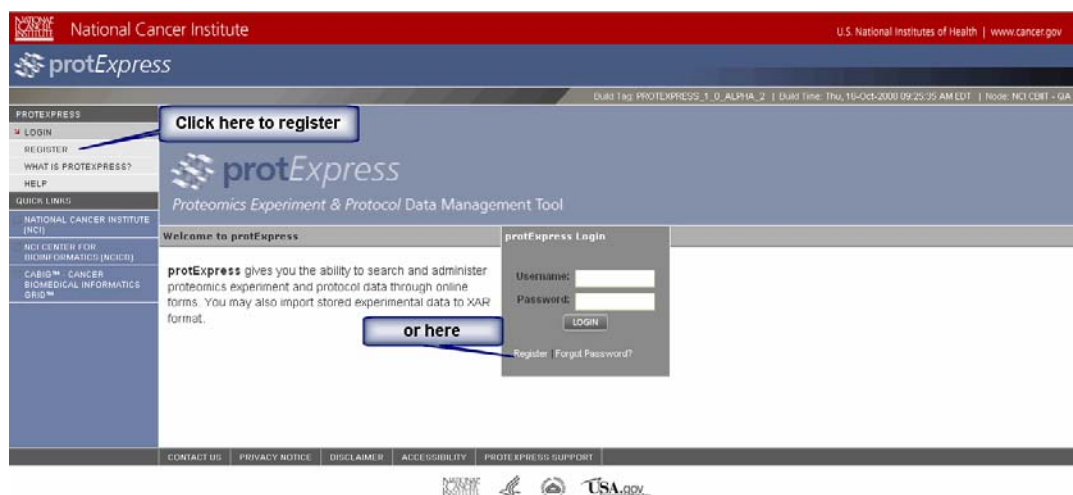 NATIONAL CANCER INSTITUTE
National Cancer Institute
U.S. National Institutes of Health | www.cancer.gov
protExpress
Build Tag: PROTEXPRESS_1_0_ALPHA_2 | Build Time: Thu, 16-Oct-2008 09:25:35 AM EDT | Node: NCI CBIIT - QA
PROTEXPRESS
LOGIN
REGISTER
WHAT IS PROTEXPRESS?
HELP
QUICK LINKS
NATIONAL CANCER INSTITUTE
(NCI)
NCI CENTER FOR
BIOINFORMATICS (NCICB)
CABIG™ - CANCER
BIOMEDICAL INFORMATICS
GRID™
Click here to register
protExpress
Proteomics Experiment & Protocol Data Management Tool
Welcome to protExpress
protExpress gives you the ability to search and administer
proteomics experiment and protocol data through online
forms. You may also import stored experimental data to XAR
format.
or here
protExpress Login
Username:
Password:
LOGIN
Register | Forgot Password?
CONTACT US | PRIVACY NOTICE | DISCLAIMER | ACCESSIBILITY | PROTEXPRESS SUPPORT
USA.gov